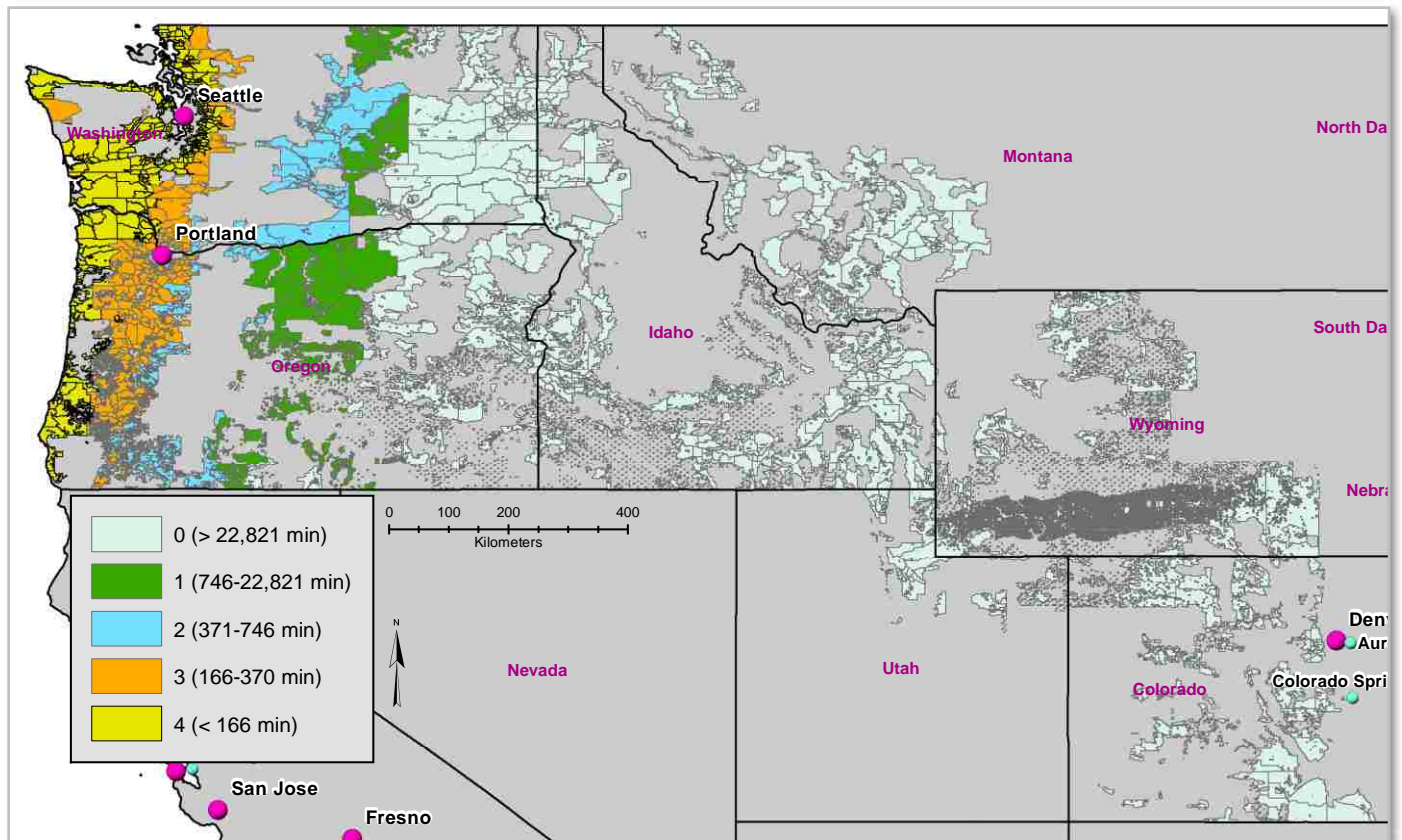 Seattle
Washington
North Da
Montana
Portland
South Da
Idaho
Oregon
Wyoming
Nebra
0 (> 22,821 min)
1 (746-22,821 min)
2 (371-746 min)
3 (166-370 min)
4 (< 166 min)
0 100 200 400
Kilometers
N
Nevada
Utah
Colorado
Den
Aur
Colorado Spri
San Jose
Fresno